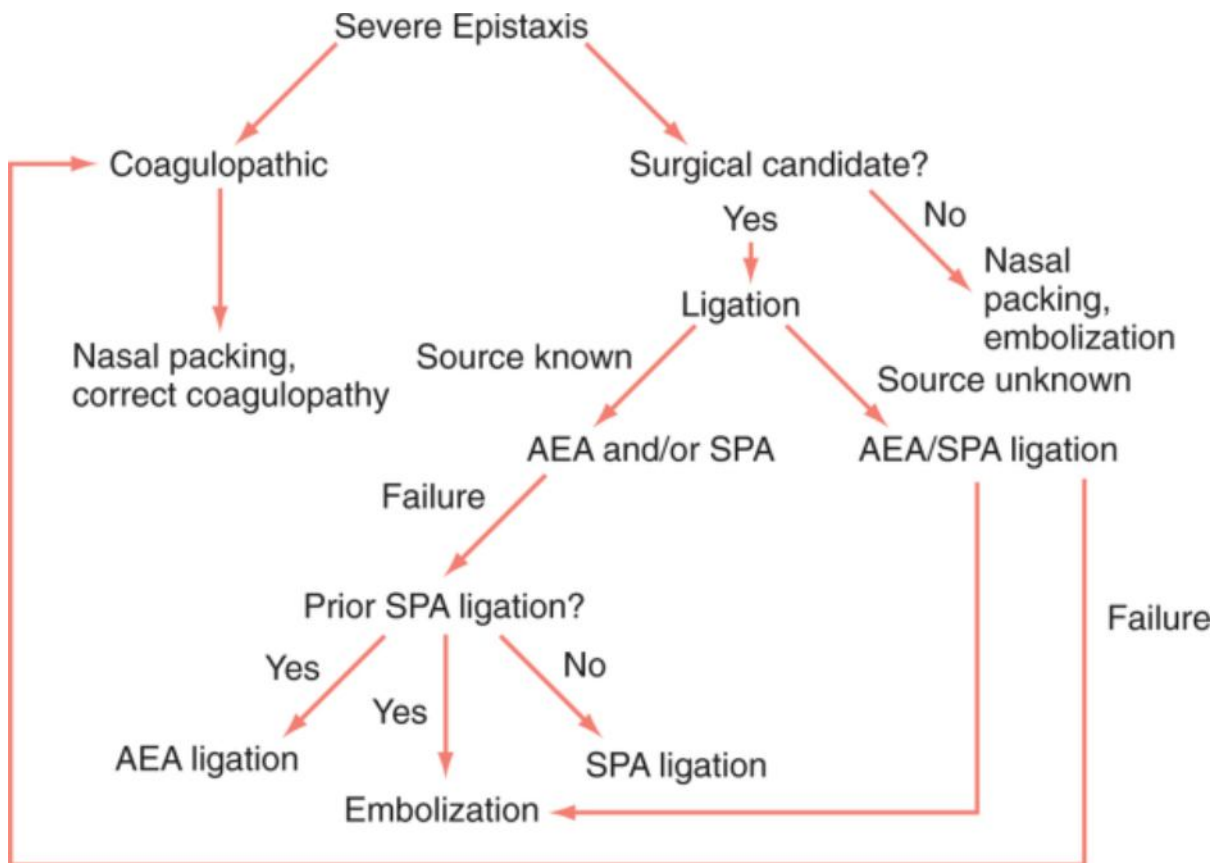 Severe Epistaxis
Coagulopathic
Surgical candidate?
Yes
No
Nasal
packing,
embolization
Ligation
Nasal packing,
correct coagulopathy
Source known
Source unknown
AEA and/or SPA
AEA/SPA ligation
Failure
Prior SPA ligation?
Failure
Yes
Yes
No
AEA ligation
SPA ligation
Embolization